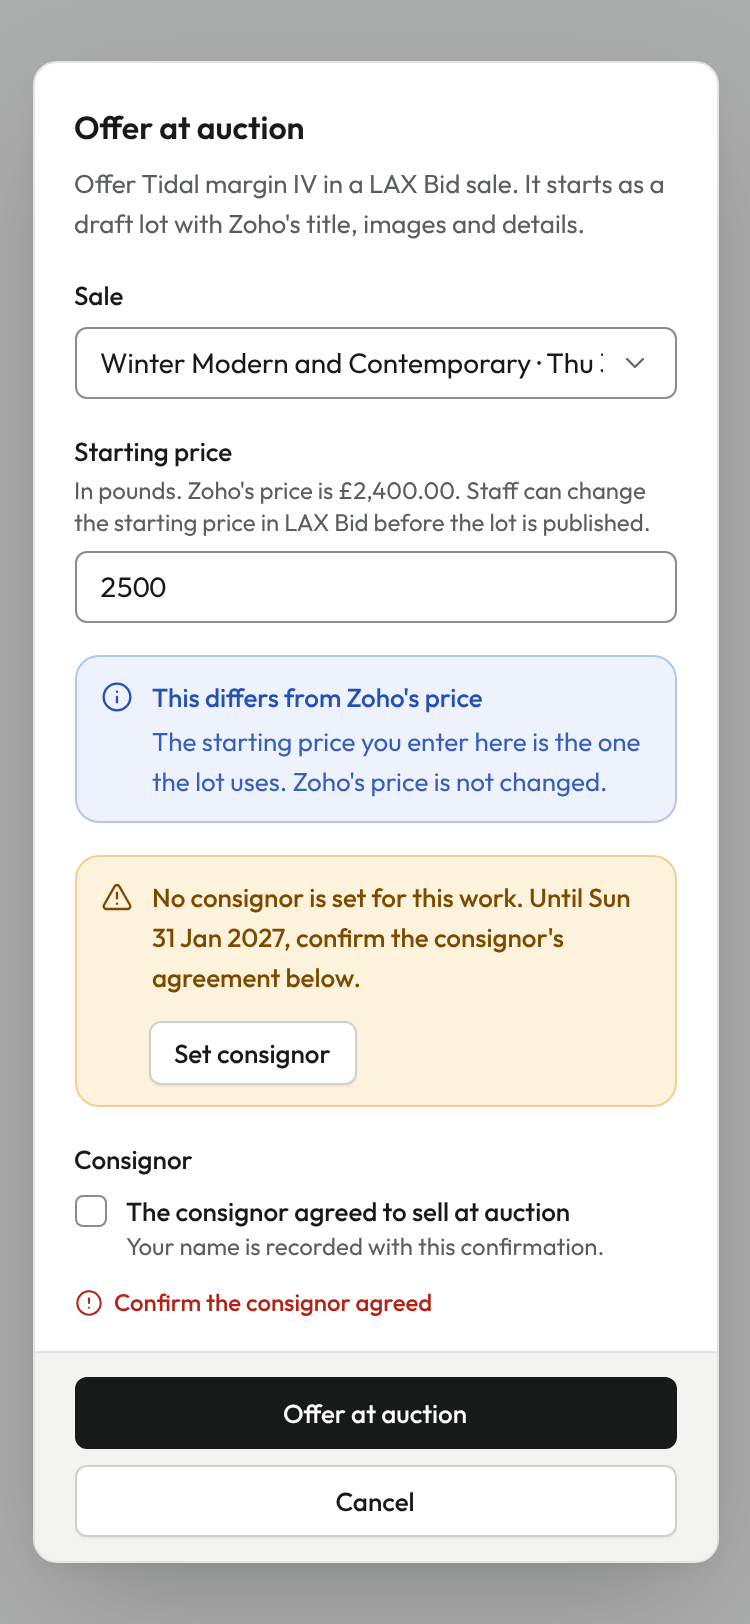 Offer at auction
Offer Tidal margin IV in a LAX Bid sale. It starts as a
draft lot with Zoho's title, images and details.
Sale
Winter Modern and Contemporary · Thu
Starting price
In pounds. Zoho's price is £2,400.00. Staff can change
the starting price in LAX Bid before the lot is published.
2500
This differs from Zoho's price
The starting price you enter here is the one
the lot uses. Zoho's price is not changed.
No consignor is set for this work. Until Sun
31 Jan 2027, confirm the consignor's
agreement below.
Set consignor
Consignor
The consignor agreed to sell at auction
Your name is recorded with this confirmation.
Confirm the consignor agreed
Offer at auction
Cancel